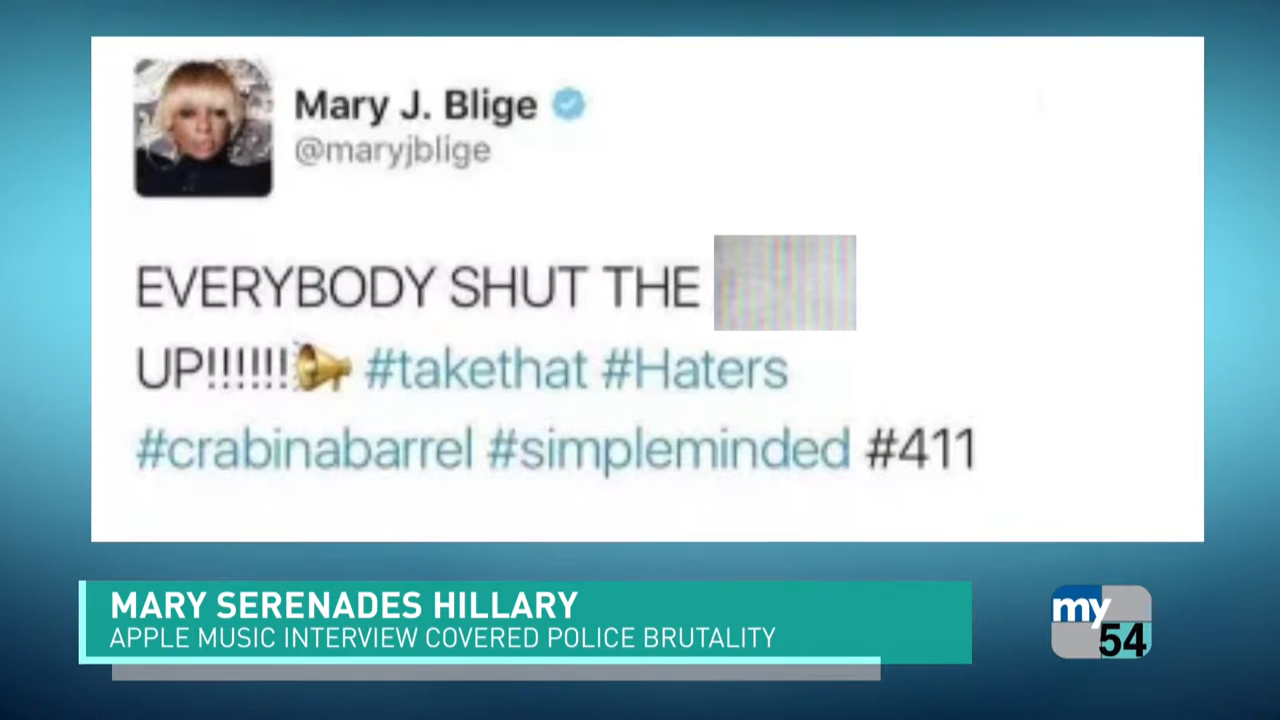 Mary J. Blige
@maryjblige
EVERYBODY SHUT THE
UP!!!!!! #takethat #Haters
#crabinabarrel #simpleminded #411
MARY SERENADES HILLARY
APPLE MUSIC INTERVIEW COVERED POLICE BRUTALITY
my
54